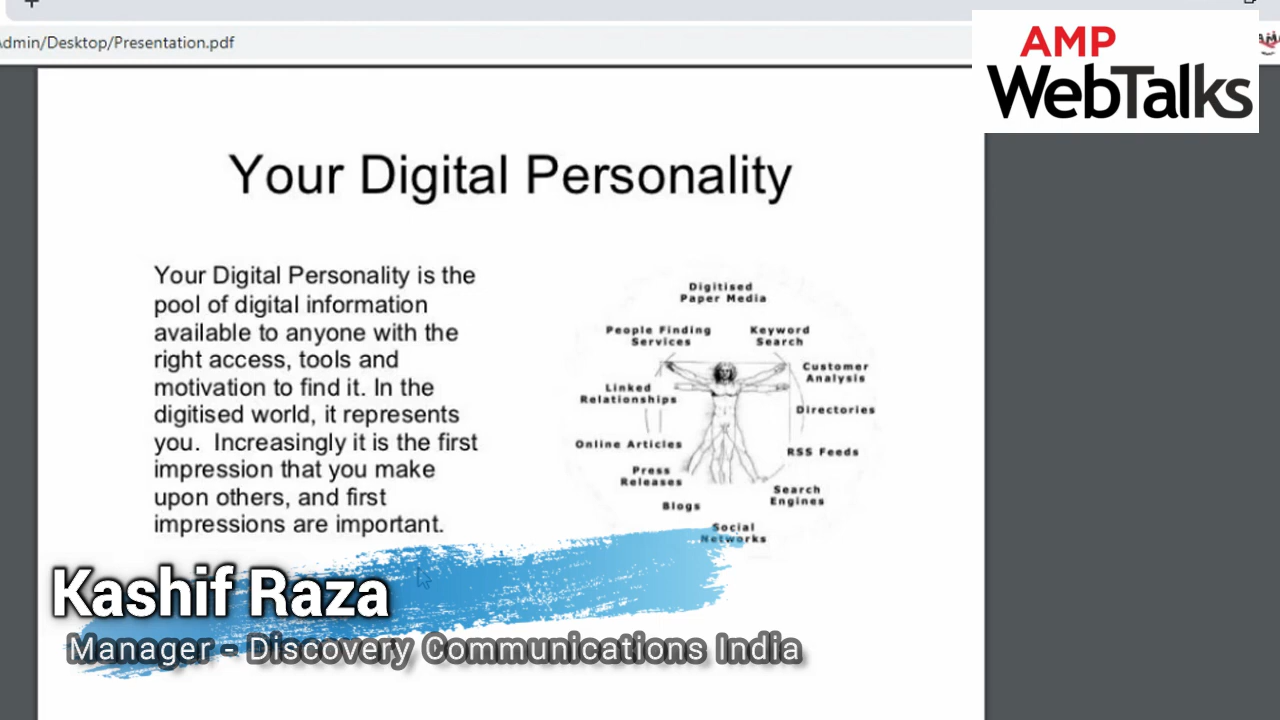 Admin/Desktop/Presentation.pdf
AMP
WebTalks
Your Digital Personality
Your Digital Personality is the
pool of digital information
available to anyone with the
right access, tools and
motivation to find it. In the
digitised world, it represents
you.  Increasingly it is the first
impression that you make
upon others, and first
impressions are important.
Digitised
Paper Media
People Finding
Services
Keyword
Search
Customer
Analysis
Linked
Relationships
Directories
Online Articles
RSS Feeds
Press
Releases
Search
Engines
Blogs
Social
Networks
Kashif Raza
Manager - Discovery Communications India